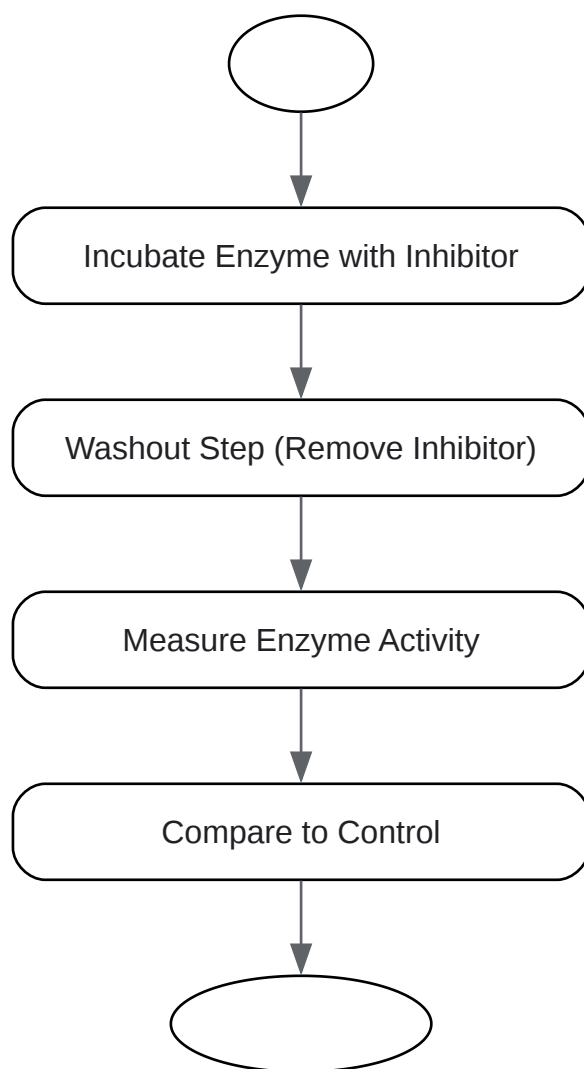 Incubate Enzyme with Inhibitor
Washout Step (Remove Inhibitor)
Measure Enzyme Activity
Compare to Control